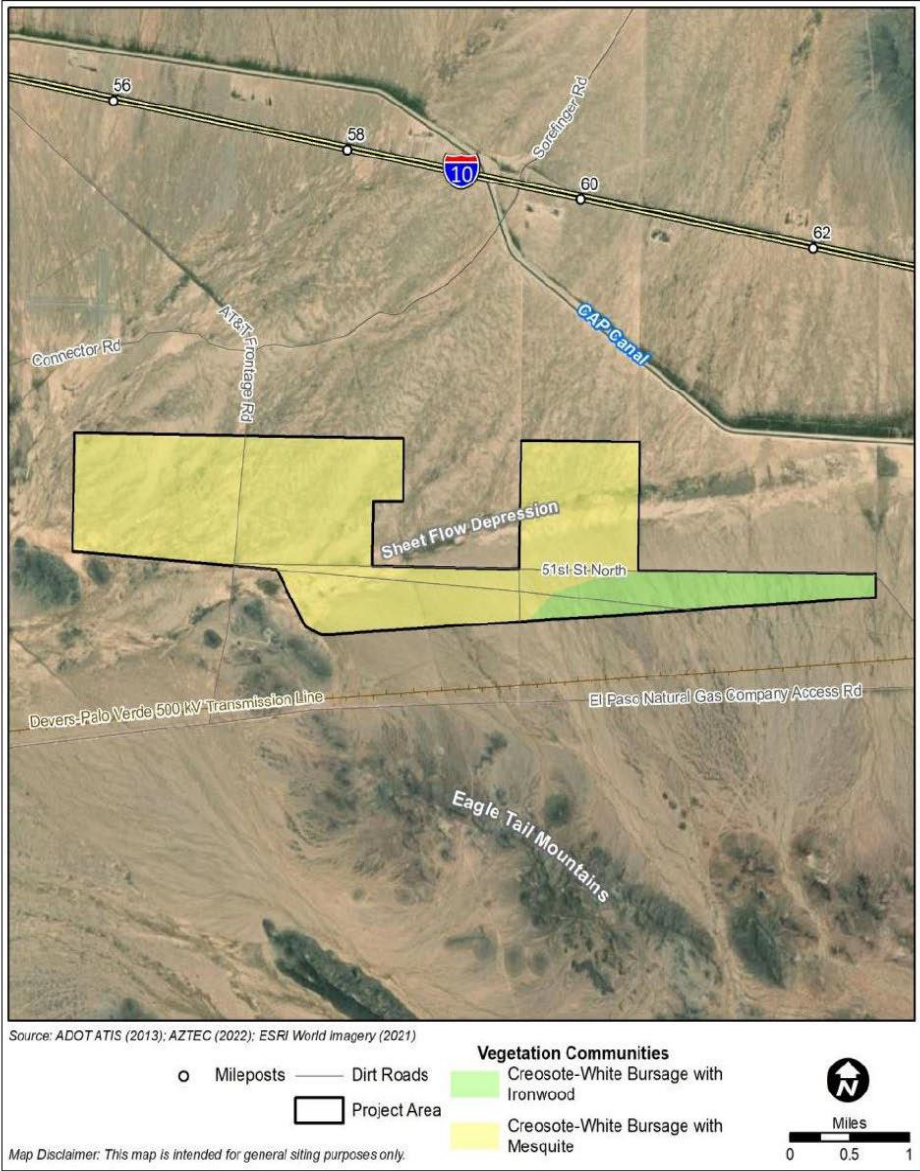 56
58
Sorefinger Rd
10
60
62
CAP Canal
AT&T Frontage Rd
Connector Rd
Sheet Flow Depression
51st St North
El Paso Natural Gas Company Access Rd
Devers-Palo Verde 500 kV Transmission Line
Eagle Tail Mountains
Source: ADOT ATIS (2013); AZTEC (2022); ESRI World Imagery (2021)
Mileposts
Dirt Roads
Project Area
Vegetation Communities
Creosote-White Bursage with
Ironwood
Creosote-White Bursage with
Mesquite
N
Miles
0 0.5 1
Map Disclaimer: This map is intended for general siting purposes only.